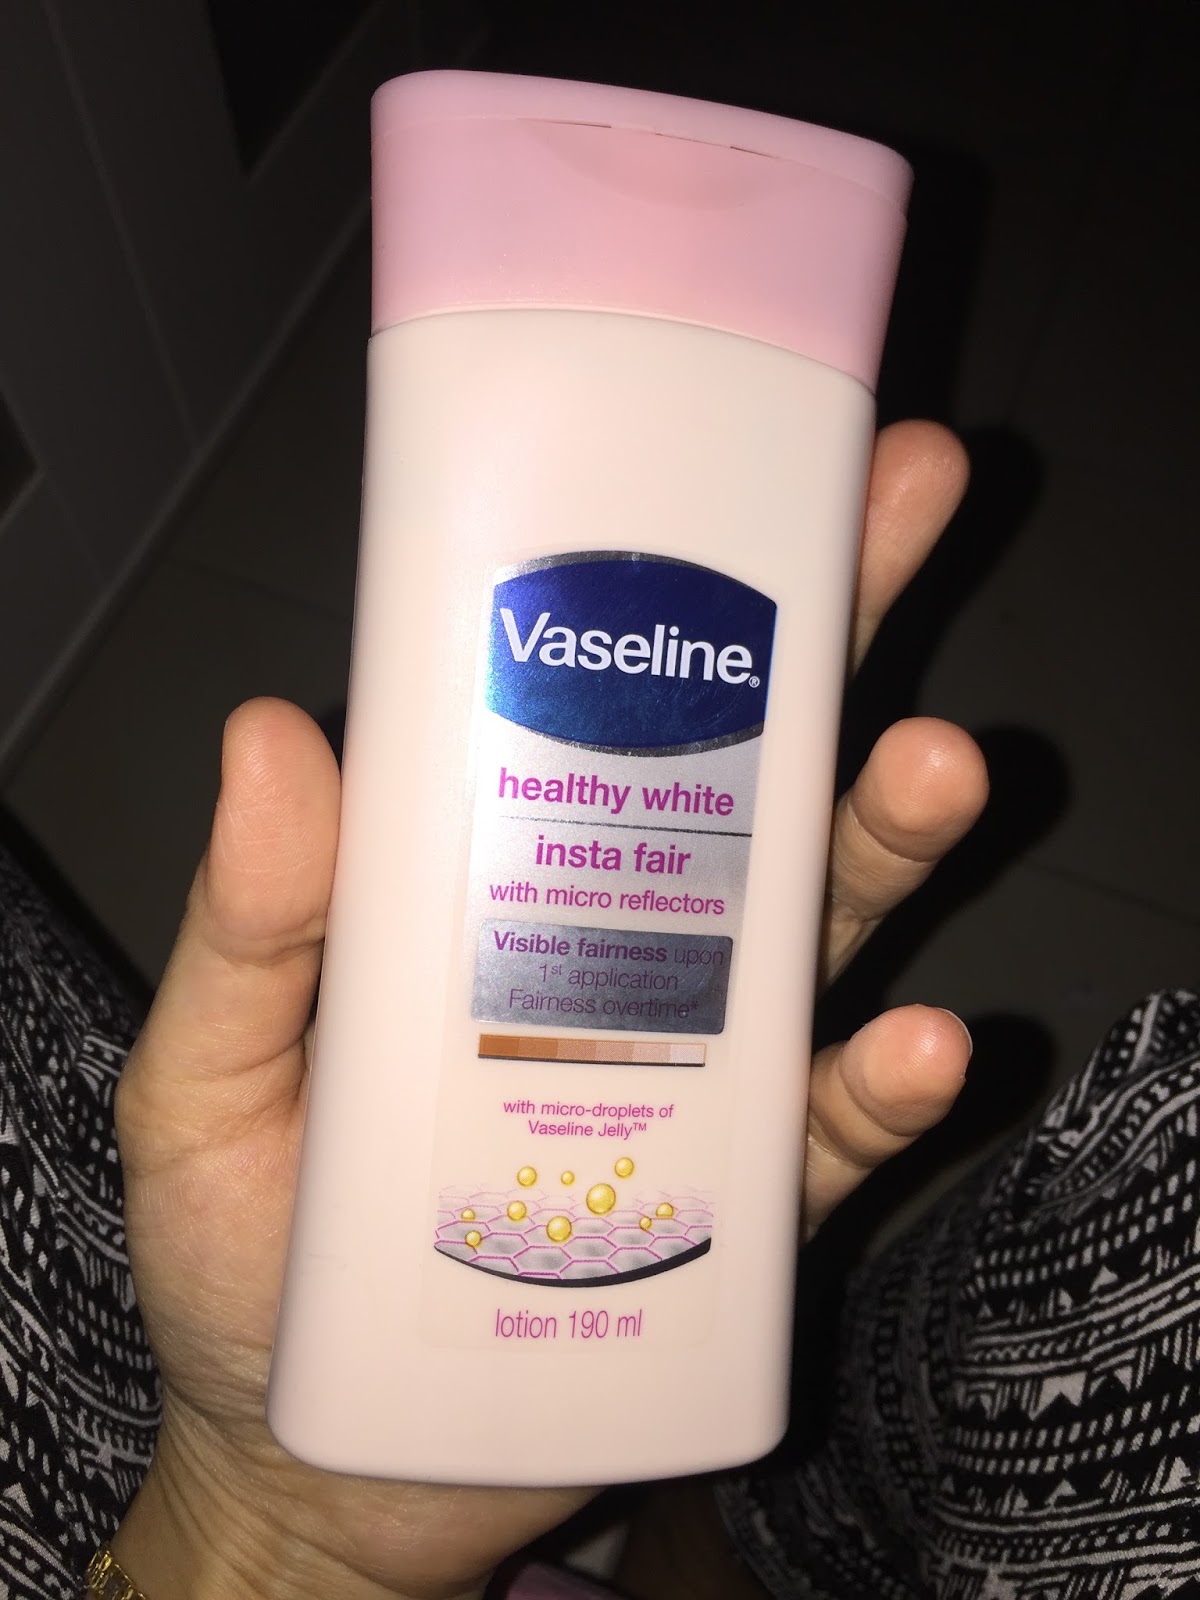 Vaseline®
healthy white
insta fair
with micro reflectors
Visible fairness upon
1st application
Fairness overtime*
with micro-droplets of
Vaseline Jelly™
lotion 190 ml